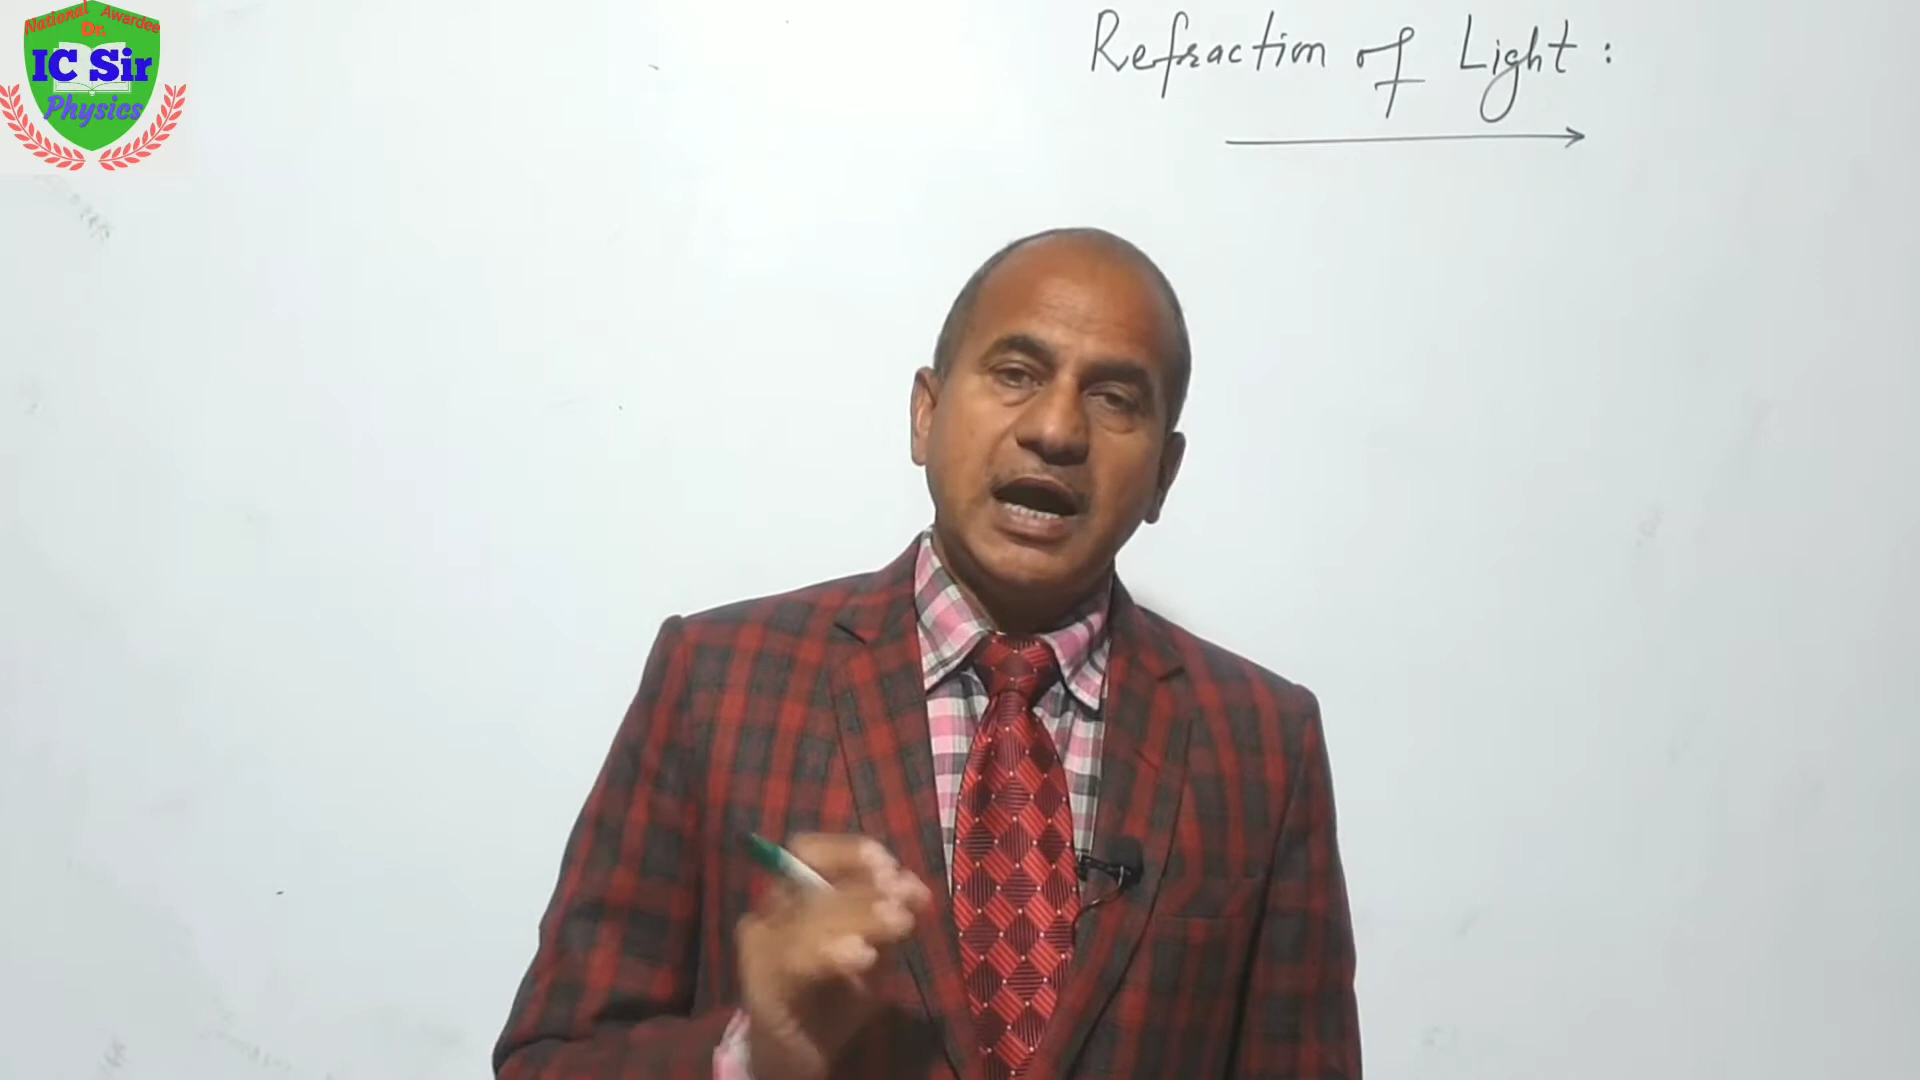 National Awardee
Dr.
IC Sir
Physics
Refraction of Light :